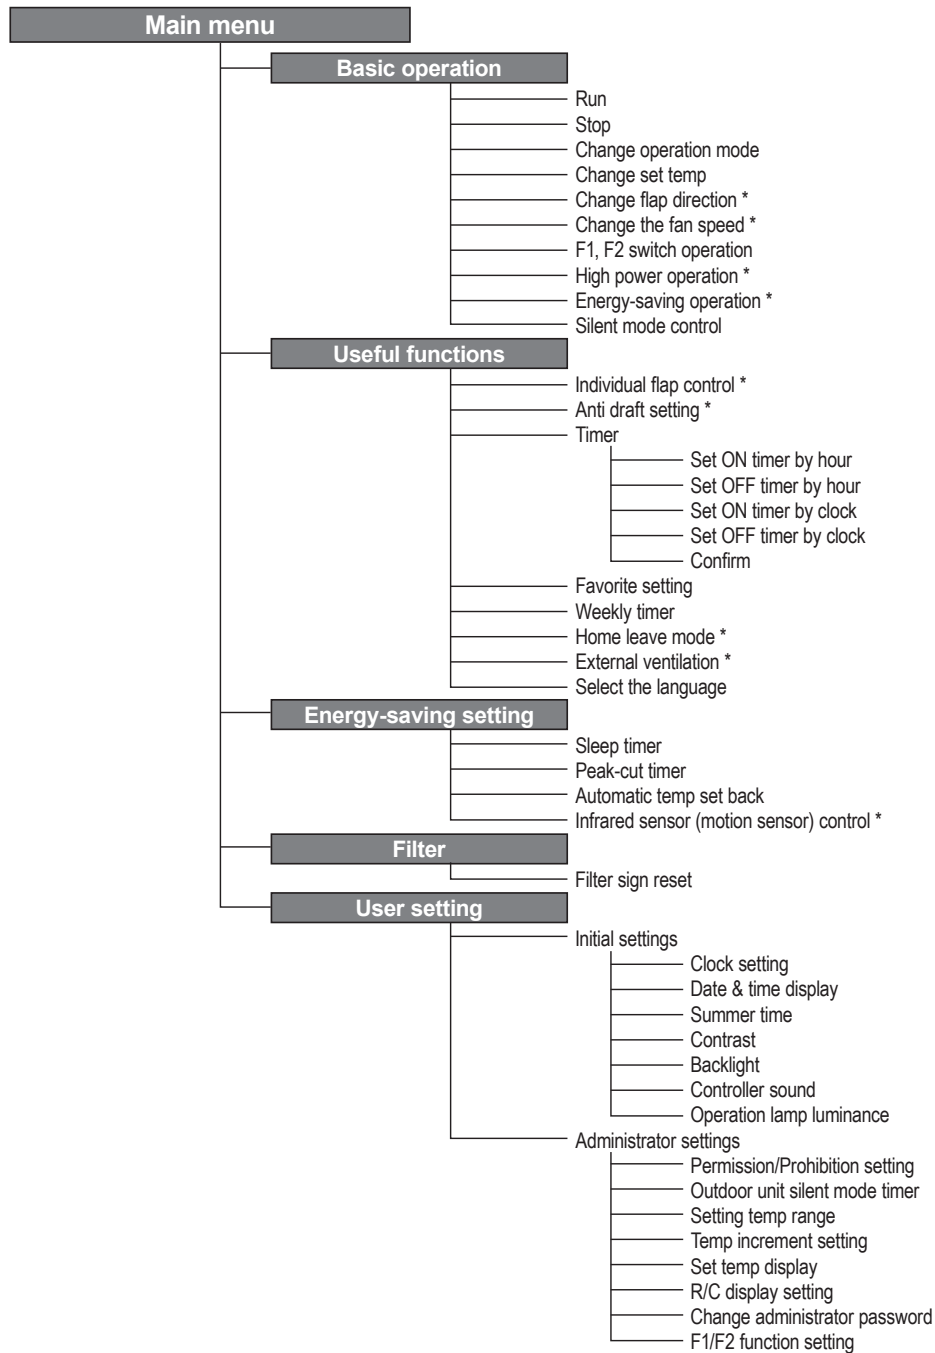 Main menu
Basic operation
Run
Stop
Change operation mode
Change set temp
Change flap direction *
Change the fan speed *
F1, F2 switch operation
High power operation *
Energy-saving operation *
Silent mode control
Useful functions
Individual flap control *
Anti draft setting *
Timer
Set ON timer by hour
Set OFF timer by hour
Set ON timer by clock
Set OFF timer by clock
Confirm
Favorite setting
Weekly timer
Home leave mode *
External ventilation *
Select the language
Energy-saving setting
Sleep timer
Peak-cut timer
Automatic temp set back
Infrared sensor (motion sensor) control *
Filter
Filter sign reset
User setting
Initial settings
Clock setting
Date & time display
Summer time
Contrast
Backlight
Controller sound
Operation lamp luminance
Administrator settings
Permission/Prohibition setting
Outdoor unit silent mode timer
Setting temp range
Temp increment setting
Set temp display
R/C display setting
Change administrator password
F1/F2 function setting